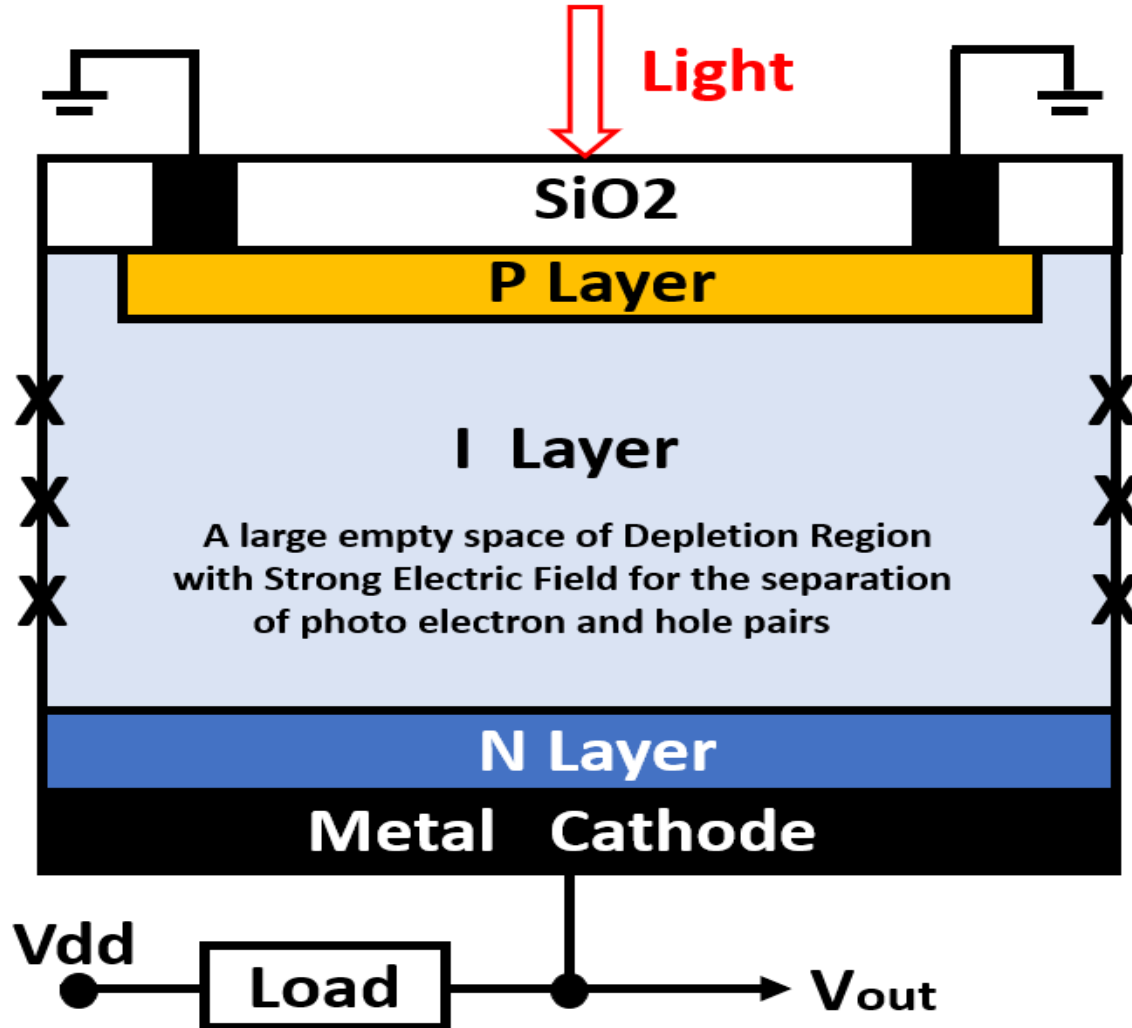 Light
SiO2
P Layer
X X
I Layer
X X
A large empty space of Depletion Region
with Strong Electric Field for the separation
X X
of photo electron and hole pairs
N Layer
Metal Cathode
Vdd
Load
Vout